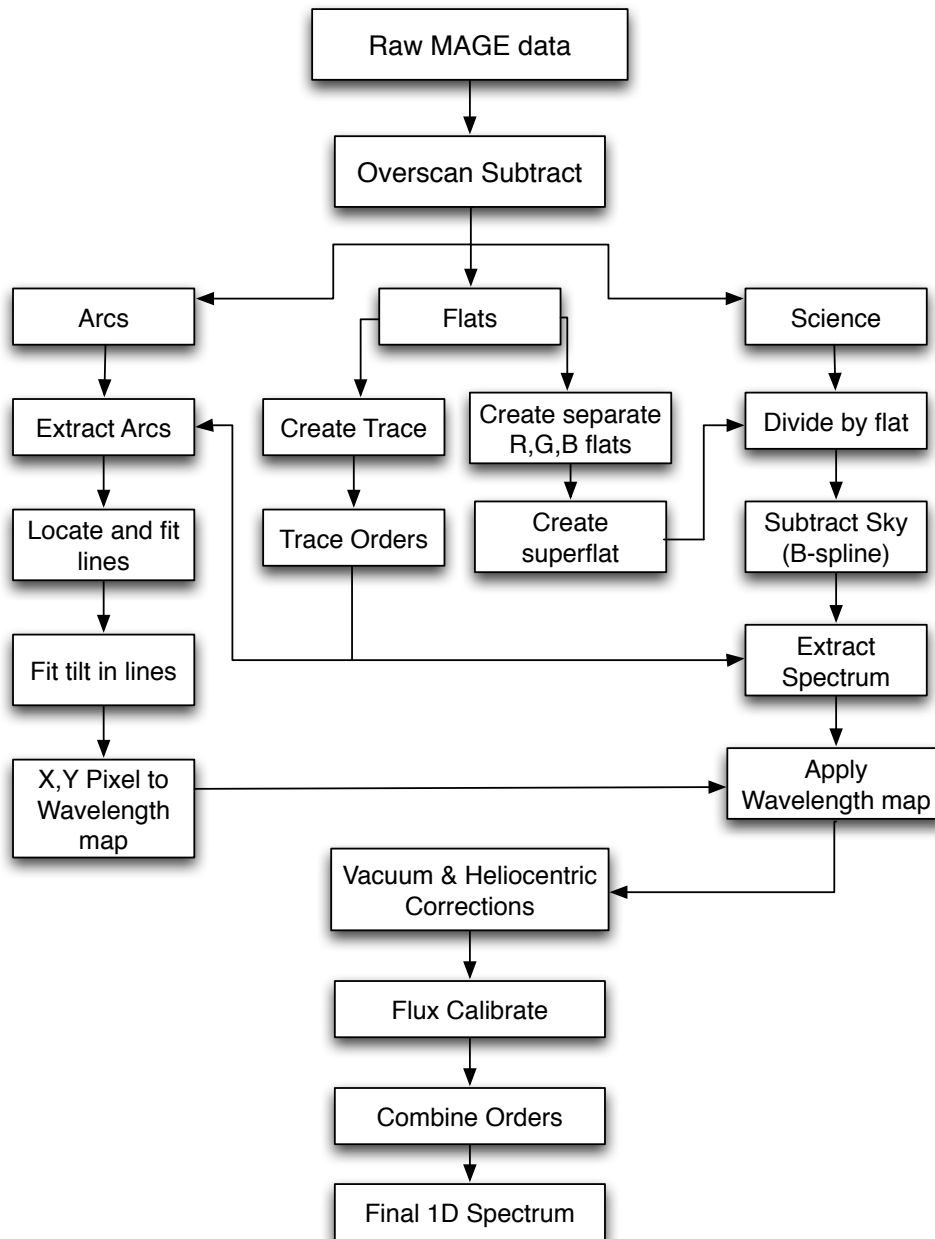 Raw MAGE data
Overscan Subtract
Arcs
Flats
Science
Extract Arcs
Create Trace
Create separate
R,G,B flats
Divide by flat
Locate and fit
lines
Trace Orders
Create
superflat
Subtract Sky
(B-spline)
Fit tilt in lines
Extract
Spectrum
X,Y Pixel to
Wavelength
map
Apply
Wavelength map
Vacuum & Heliocentric
Corrections
Flux Calibrate
Combine Orders
Final 1D Spectrum